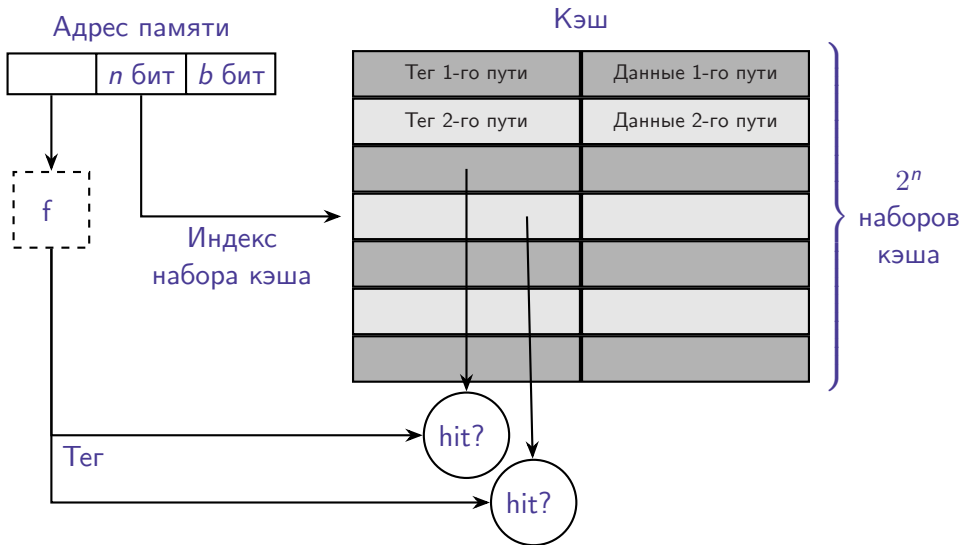 Адрес памяти
Кэш
n бит
b бит
Тег 1-го пути
Данные 1-го пути
Тег 2-го пути
Данные 2-го пути
f
Индекс
набора кэша
2ⁿ
наборов
кэша
hit?
Тег
hit?